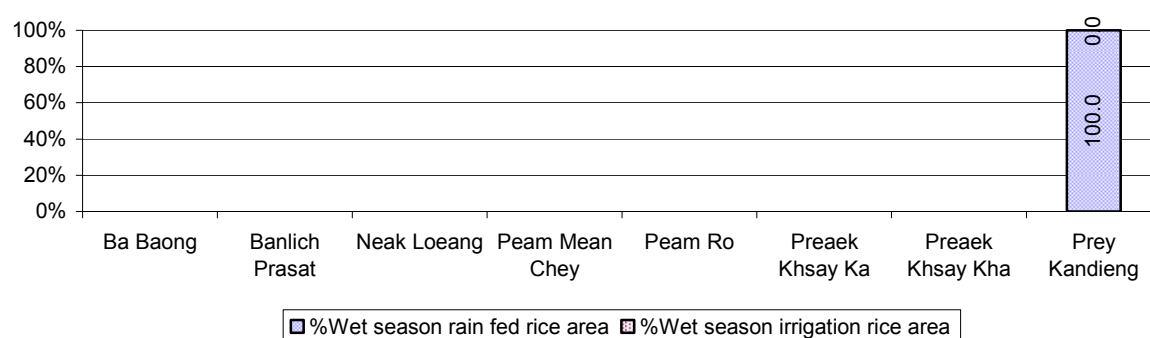 100%
80%
60%
40%
20%
0%
0.0
100.0
Ba Baong
Banlich
Prasat
Neak Loeang
Peam Mean
Chey
Peam Ro
Preaek
Khsay Ka
Preaek
Khsay Kha
Prey
Kandieng
%Wet season rain fed rice area
%Wet season irrigation rice area